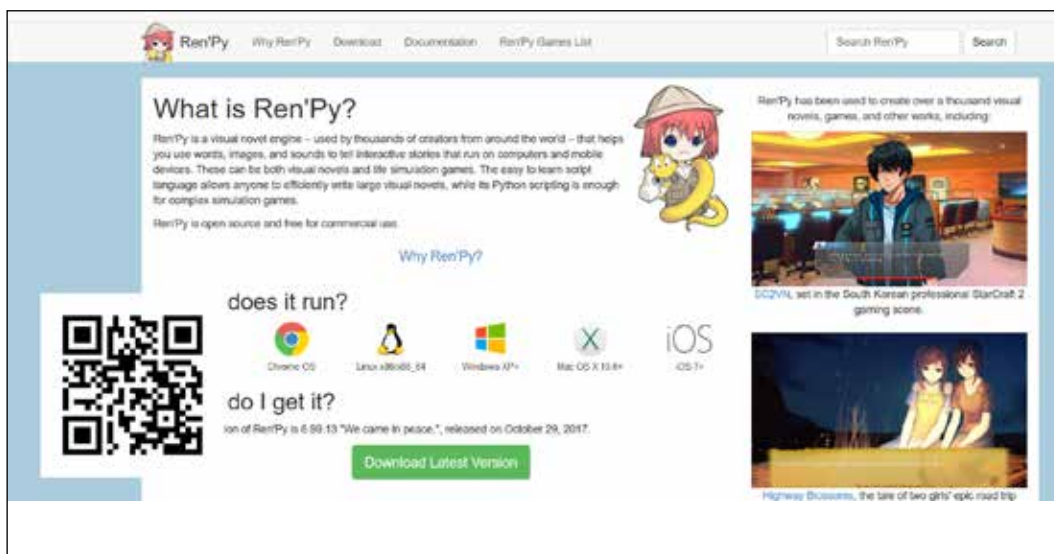 Ren'Py
Why Ren'Py
Download
Documentation
Ren'Py Games List
Search Ren'Py
Search
What is Ren'Py?
Ren'Py is a visual novel engine – used by thousands of creators from around the world – that helps
you use words, images, and sounds to tell interactive stories that run on computers and mobile
devices. These can be both visual novels and life simulation games. The easy to learn script
language allows anyone to efficiently write large visual novels, while its Python scripting is enough
for complex simulation games.
Ren'Py is open source and free for commercial use.
Why Ren'Py?
does it run?
Chrome OS
Linux x86/x86_64
Windows XP+
Mac OS X 10.6+
iOS
iOS 7+
do I get it?
ion of Ren'Py is 6.99.13 "We came in peace.", released on October 29, 2017.
Download Latest Version
Ren'Py has been used to create over a thousand visual
novels, games, and other works, including:
SC2VN, set in the South Korean professional StarCraft 2
gaming scene.
Highway Blossoms, the tale of two girls' epic road trip